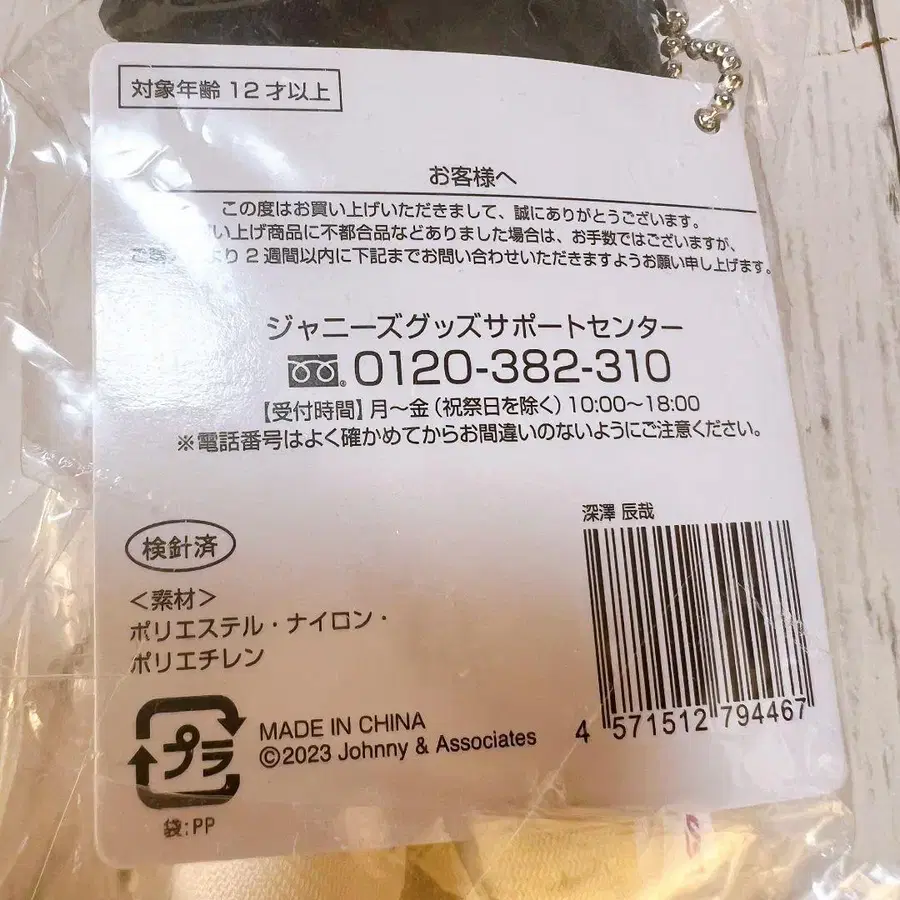 対象年齢 12才以上
お客様へ
この度はお買い上げいただきまして、誠にありがとうございます。
い上げ商品に不都合品などありました場合は、お手数ではございますが、
より2週間以内に下記までお問い合わせいただきますようお願い申し上げます。
ジャニーズグッズサポートセンター
0120-382-310
【受付時間】月〜金(祝祭日を除く)10:00〜18:00
※電話番号はよく確かめてからお間違いのないようにご注意ください。
深澤 辰哉
検針済
<素材>
ポリエステル・ナイロン・
ポリエチレン
4 571512 794467
プラ
MADE IN CHINA
©2023 Johnny & Associates
袋:PP